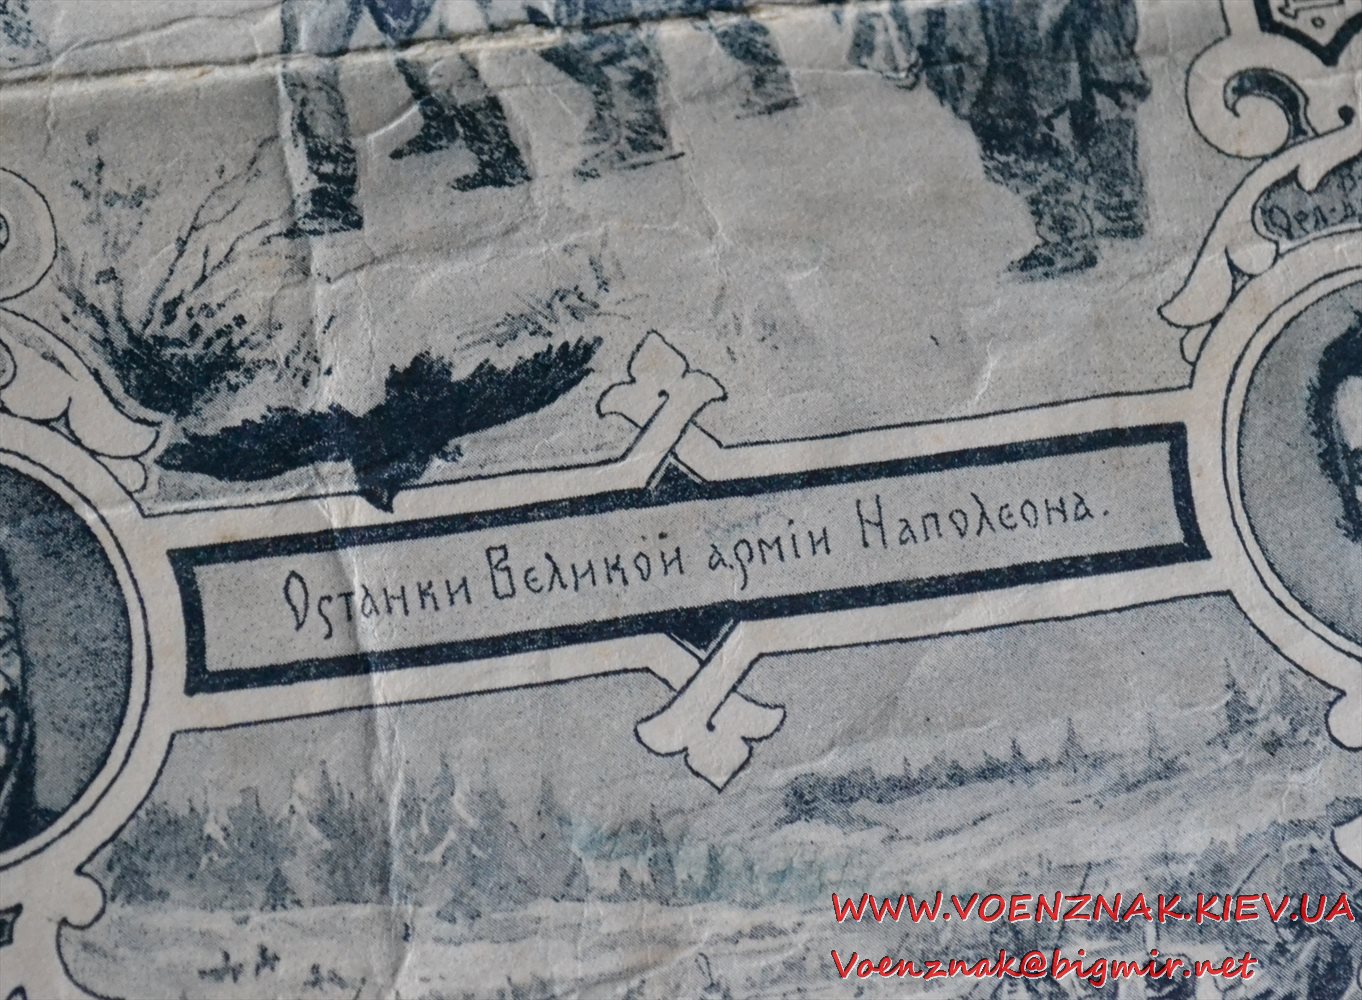 Останки Великой арміи Наполеона.
WWW.VOENZNAK.KIEV.UA
Voenznak@bigmir.net